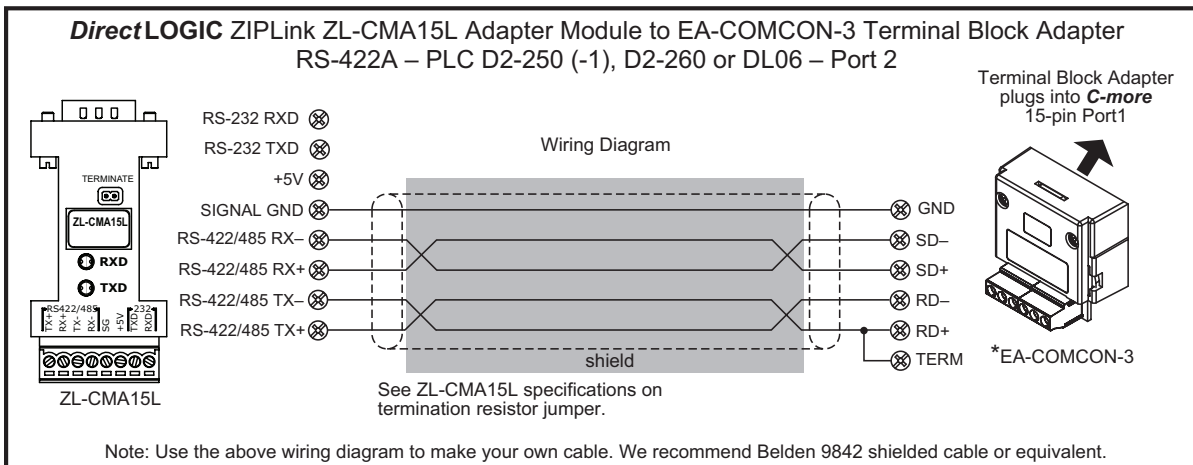 DirectLOGIC ZIPLink ZL-CMA15L Adapter Module to EA-COMCON-3 Terminal Block Adapter
RS-422A – PLC D2-250 (-1), D2-260 or DL06 – Port 2
Terminal Block Adapter
plugs into C-more
15-pin Port1
RS-232 RXD
RS-232 TXD
+5V
SIGNAL GND
RS-422/485 RX–
RS-422/485 RX+
RS-422/485 TX–
RS-422/485 TX+
Wiring Diagram
shield
GND
SD–
SD+
RD–
RD+
TERM
TERMINATE
ZL-CMA15L
RXD
TXD
RS422/485
232
TX+
RX+
TX-
RX-
SG
+5V
TXD
RXD
ZL-CMA15L
*EA-COMCON-3
See ZL-CMA15L specifications on
termination resistor jumper.
Note: Use the above wiring diagram to make your own cable. We recommend Belden 9842 shielded cable or equivalent.